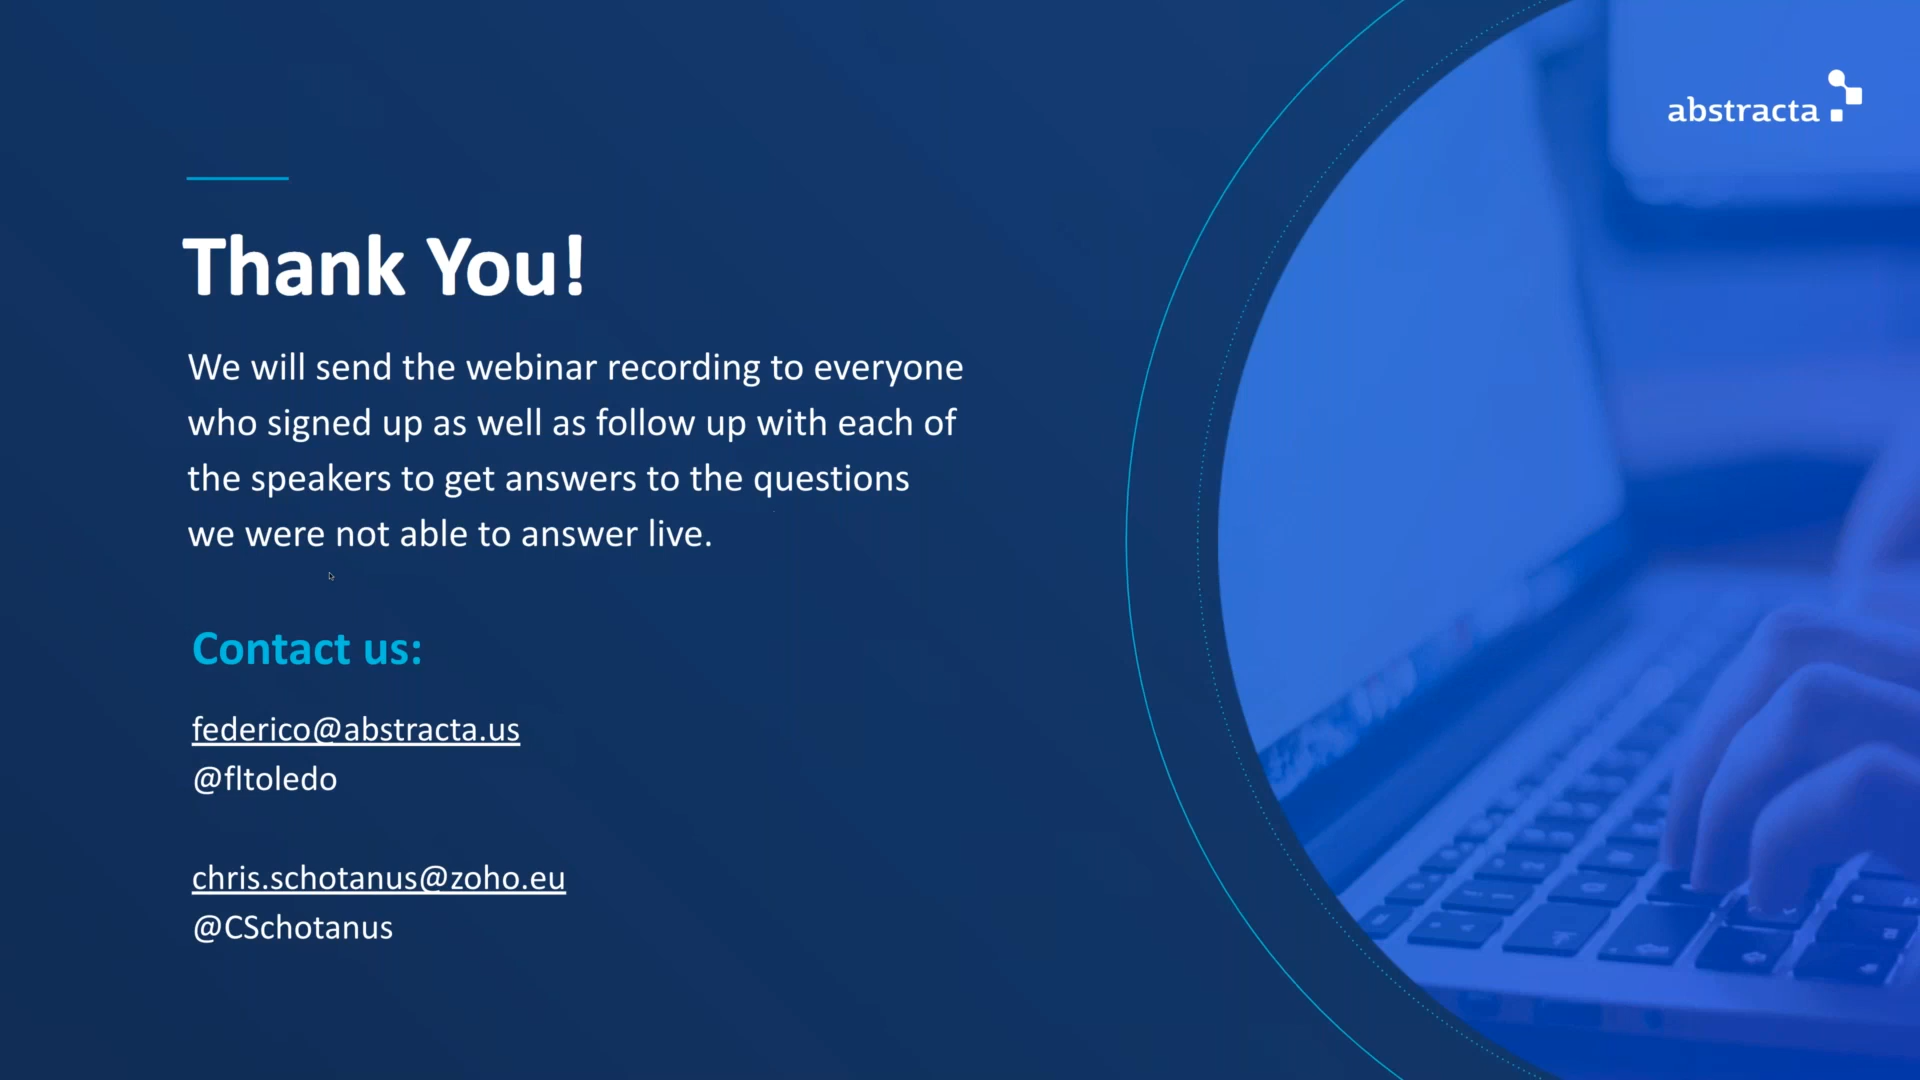 abstracta
Thank You!
We will send the webinar recording to everyone
who signed up as well as follow up with each of
the speakers to get answers to the questions
we were not able to answer live.
Contact us:
federico@abstracta.us
@fltoledo
chris.schotanus@zoho.eu
@CSchotanus